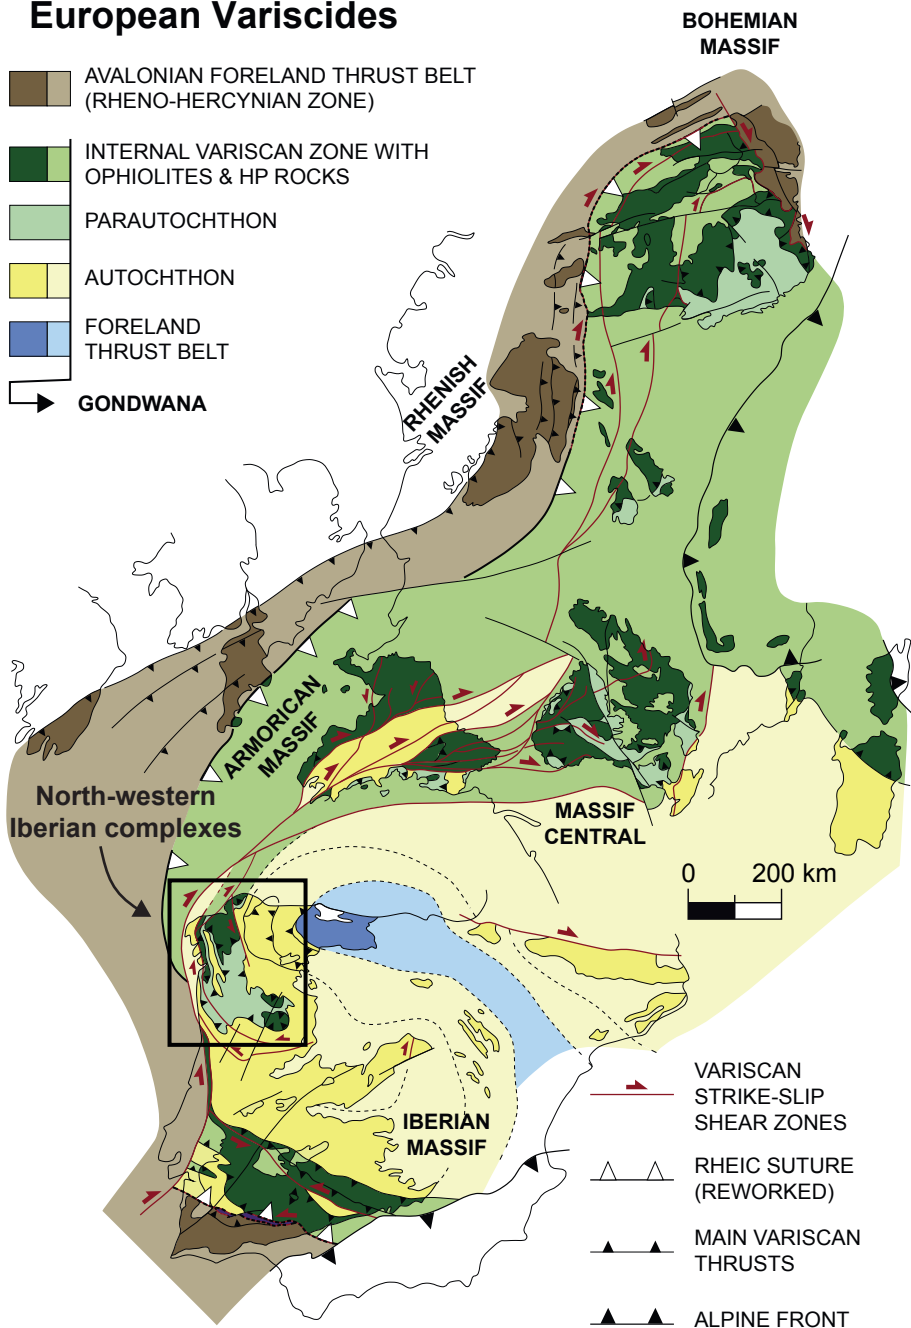 European Variscides
BOHEMIAN
MASSIF
AVALONIAN FORELAND THRUST BELT
(RHENO-HERCYNIAN ZONE)
INTERNAL VARISCAN ZONE WITH
OPHIOLITES & HP ROCKS
PARAUTOCHTHON
AUTOCHTHON
FORELAND
THRUST BELT
GONDWANA
RHENISH
MASSIF
ARMORICAN
MASSIF
North-western
Iberian complexes
MASSIF
CENTRAL
0 200 km
IBERIAN
MASSIF
VARISCAN
STRIKE-SLIP
SHEAR ZONES
RHEIC SUTURE
(REWORKED)
MAIN VARISCAN
THRUSTS
ALPINE FRONT